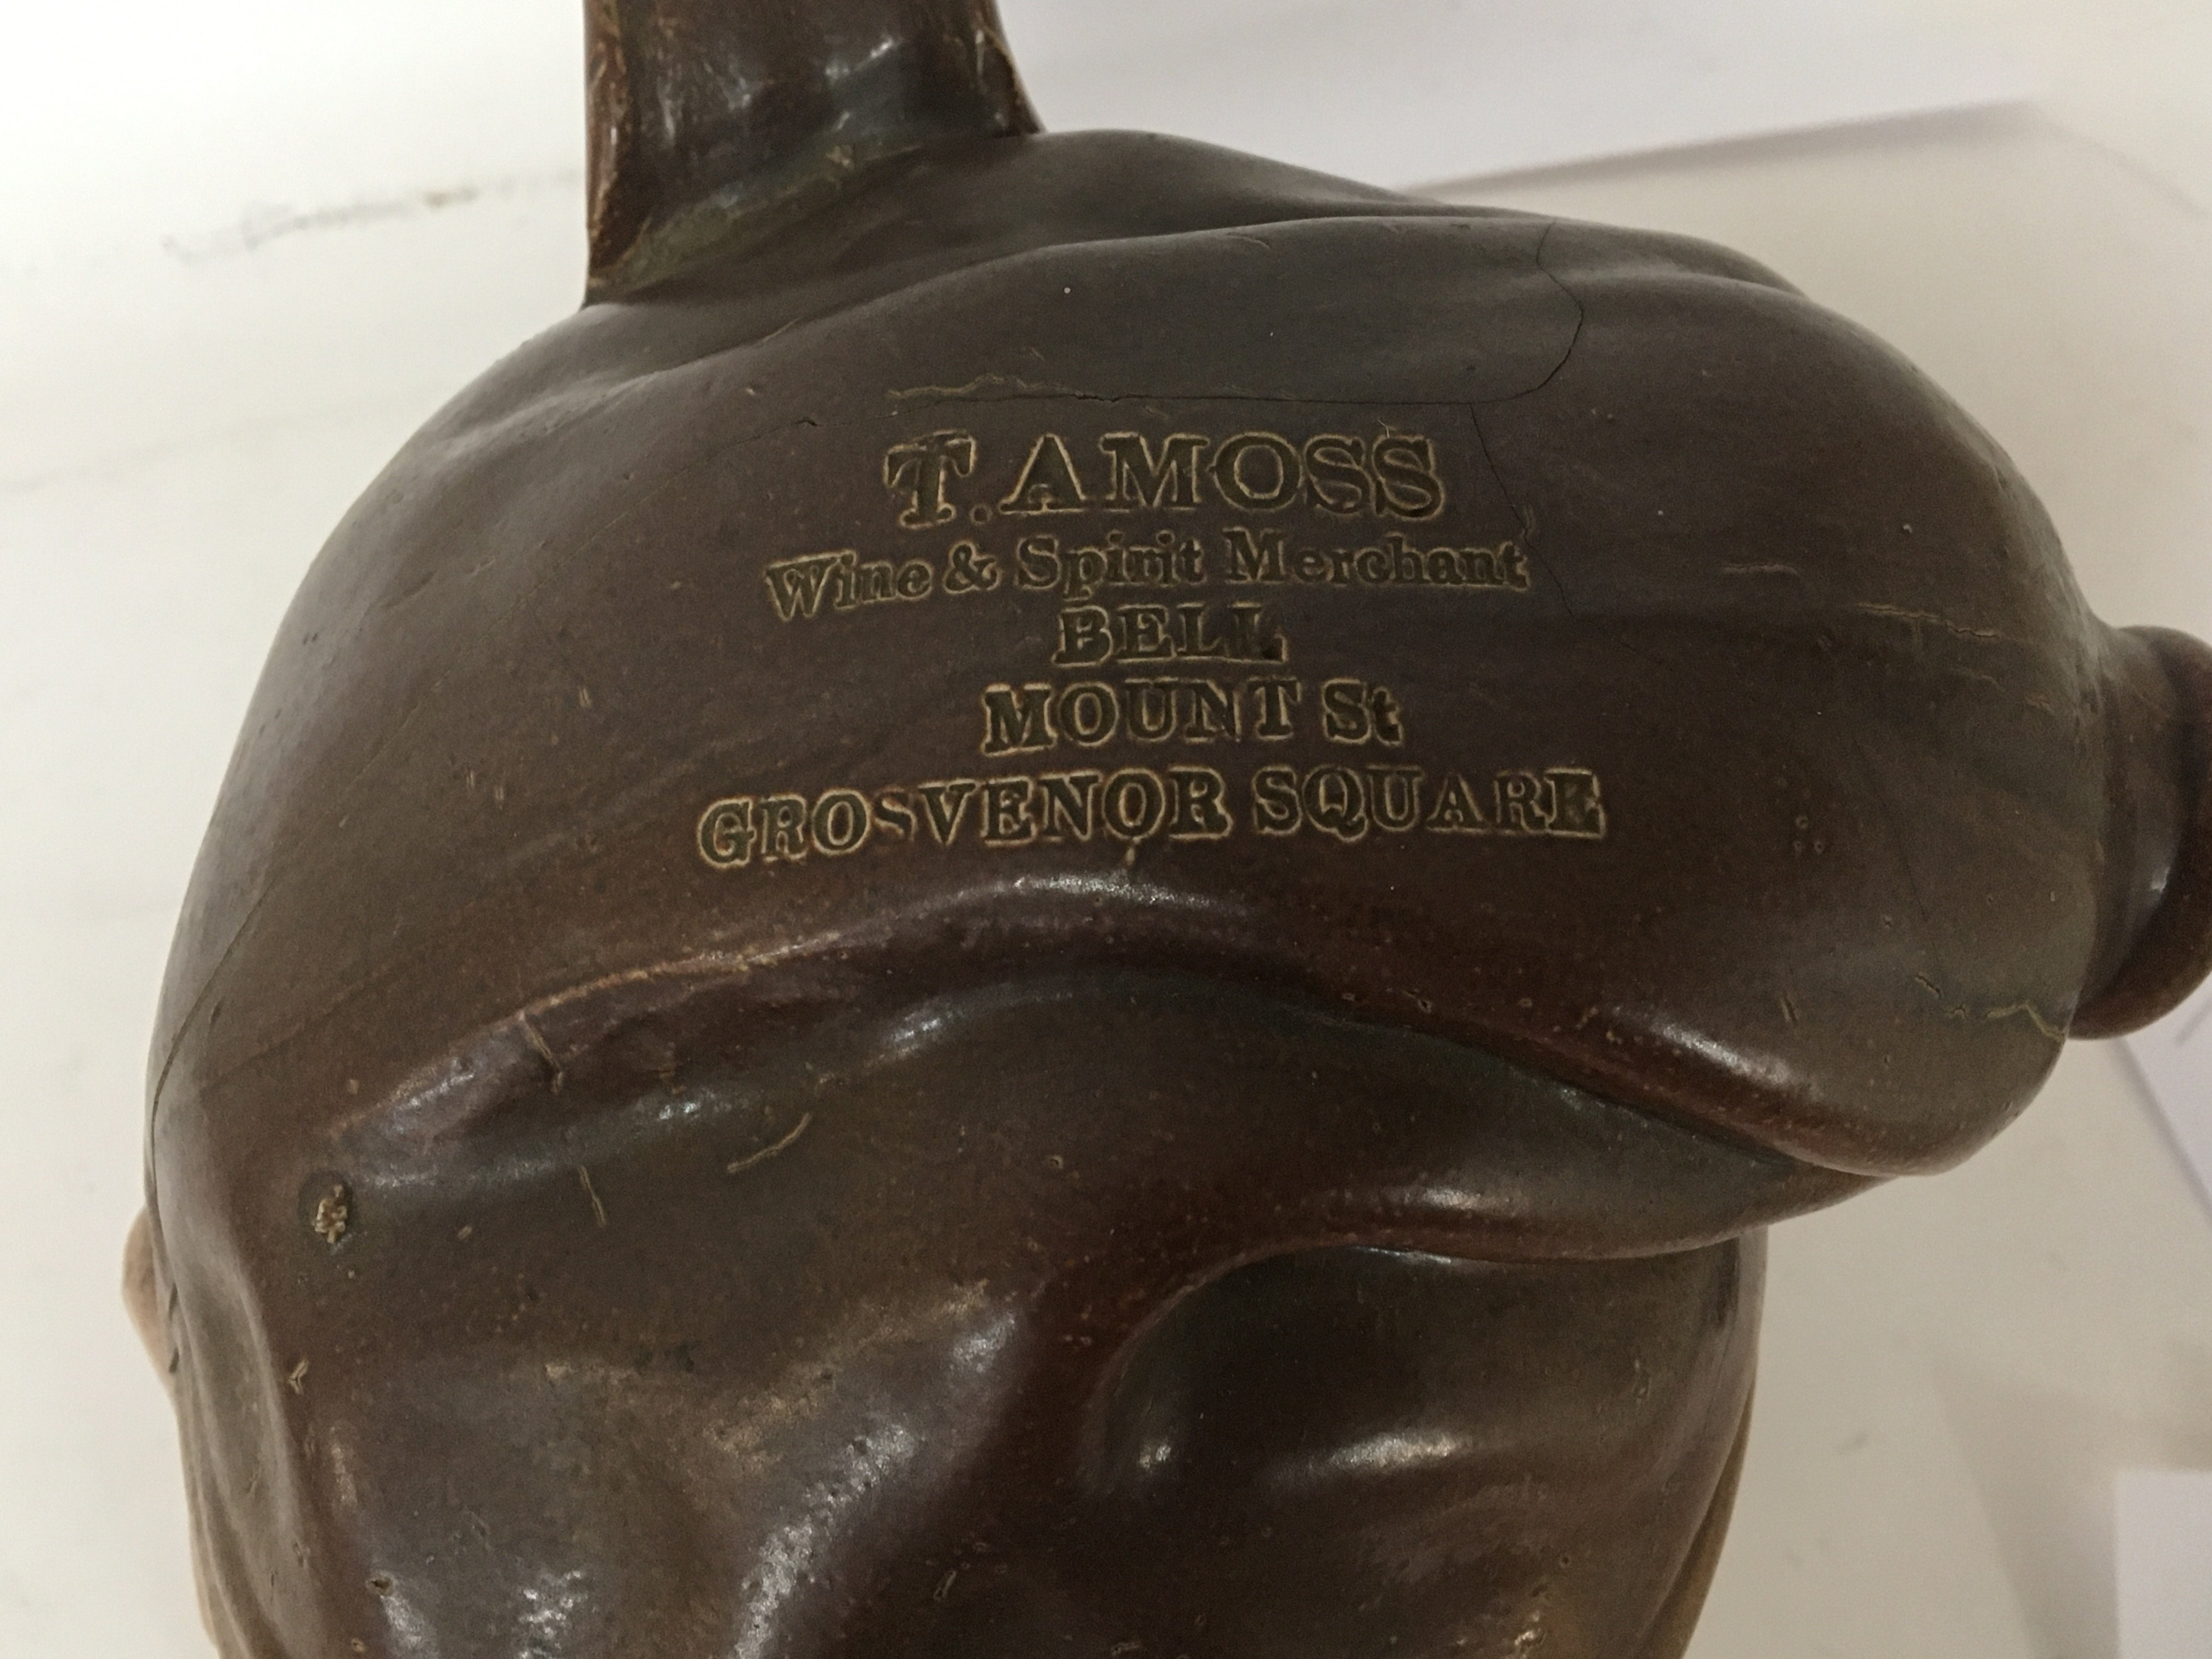 T. AMOSS
Wine & Spirit Merchant
BELL
MOUNT St
GROSVENOR SQUARE